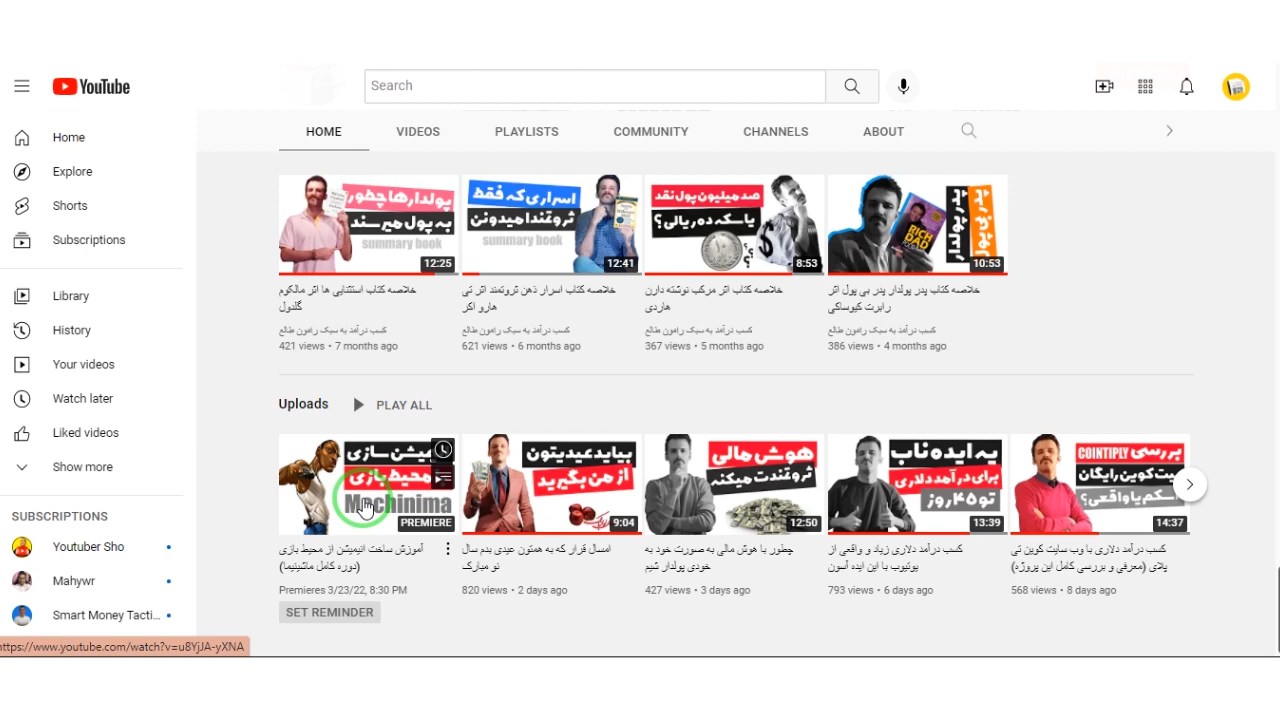 YouTube
Search
HOME VIDEOS PLAYLISTS COMMUNITY CHANNELS ABOUT
Home
Explore
Shorts
Subscriptions
Library
History
Your videos
Watch later
Liked videos
Show more
SUBSCRIPTIONS
Youtuber Sho
Mahywr
Smart Money Tacti...
پولدارها چطور
به پول میرسند
summary book
12:25
خلاصه کتاب استثنایی ها اثر مالکوم
گلدول
کسب درآمد به سبک رامون طالع
421 views • 7 months ago
اسراری که فقط
ثروتمندا میدونن
summary book
12:41
خلاصه کتاب اسرار ذهن ثروتمند اثر تی
هارو اکر
کسب درآمد به سبک رامون طالع
621 views • 6 months ago
صد میلیون پول نقد
یا سکه ده ریالی؟
8:53
خلاصه کتاب اثر مرکب نوشته دارن
هاردی
کسب درآمد به سبک رامون طالع
367 views • 5 months ago
پدر پولدار
پدر بی پول
RICH
DAD
10:53
خلاصه کتاب پدر پولدار پدر بی پول اثر
رابرت کیوساکی
کسب درآمد به سبک رامون طالع
386 views • 4 months ago
Uploads PLAY ALL
میشن سازی
محیط بازی
Machinima
PREMIERE
آموزش ساخت انیمیشن از محیط بازی
(دوره کامل ماشینیما)
Premieres 3/23/22, 8:30 PM
SET REMINDER
بیاید عیدیتون
از من بگیرید
9:04
امسال قرار که به همتون عیدی بدم سال
نو مبارک
820 views • 2 days ago
هوش مالی
ثروتمندت میکنه
12:50
چطور با هوش مالی به صورت خود به
خودی پولدار شیم
427 views • 3 days ago
یه ایده ناب
برای درآمد دلاری
تو ۴۵ روز
13:39
کسب درآمد دلاری زیاد و واقعی از
یوتیوب با این ایده آسون
793 views • 6 days ago
بررسی COINTIPLY
بیت کوین رایگان
اسکم یا واقعی؟
14:37
کسب درآمد دلاری با وب سایت کوین تی
پلای (معرفی و بررسی کامل این پروژه)
568 views • 8 days ago
https://www.youtube.com/watch?v=u8YjJA-yXNA